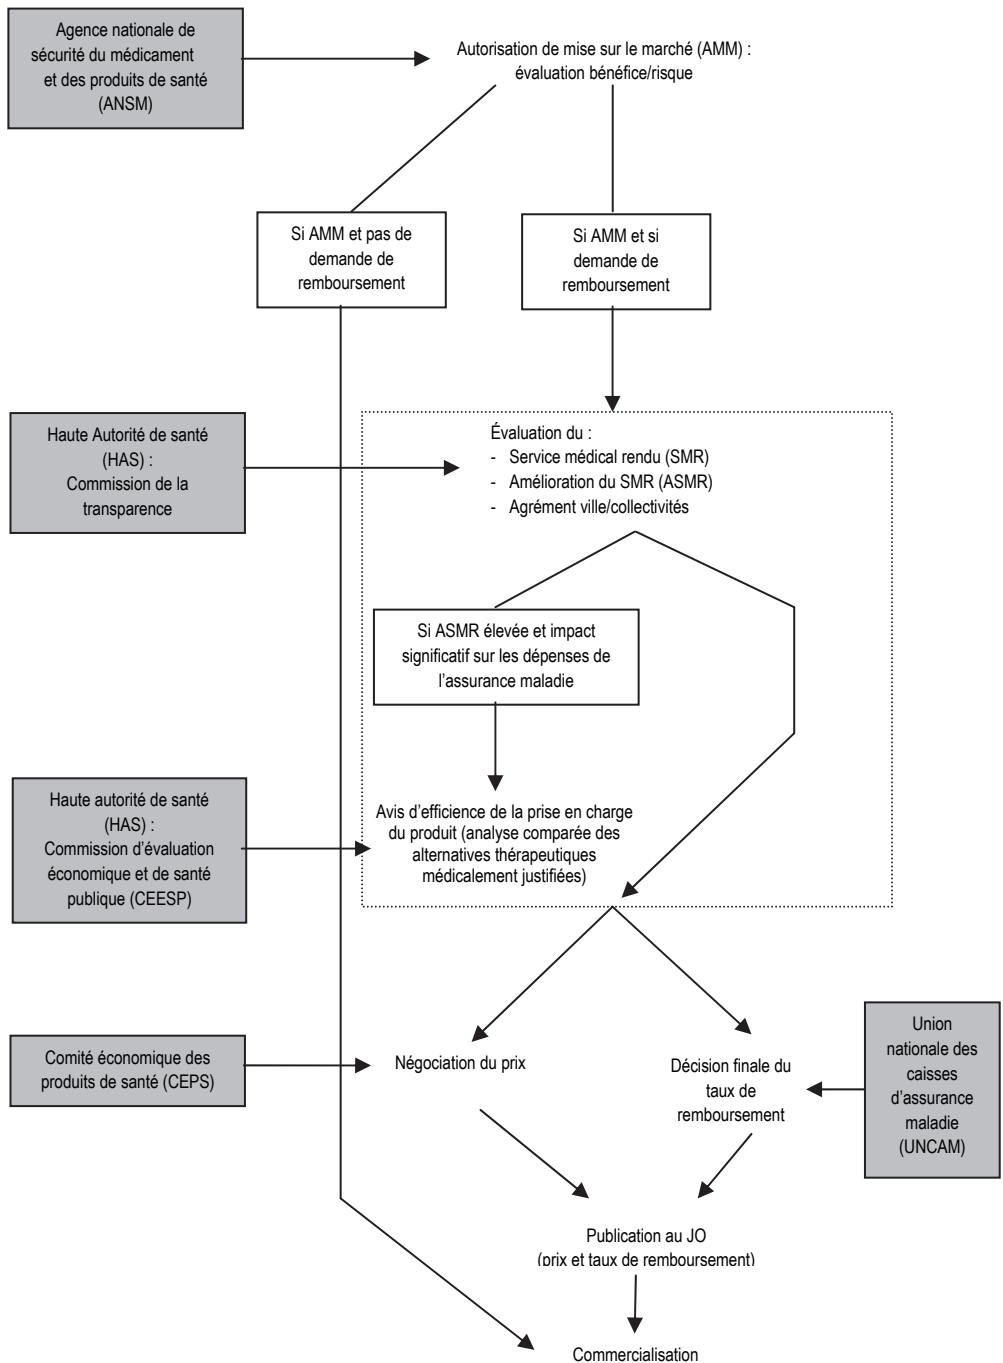 Agence nationale de
sécurité du médicament
et des produits de santé
(ANSM)
Autorisation de mise sur le marché (AMM) :
évaluation bénéfice/risque
Si AMM et pas de
demande de
remboursement
Si AMM et si
demande de
remboursement
Haute Autorité de santé
(HAS) :
Commission de la
transparence
Évaluation du :
- Service médical rendu (SMR)
- Amélioration du SMR (ASMR)
- Agrément ville/collectivités
Si ASMR élevée et impact
significatif sur les dépenses de
l’assurance maladie
Haute autorité de santé
(HAS) :
Commission d’évaluation
économique et de santé
publique (CEESP)
Avis d’efficience de la prise en charge
du produit (analyse comparée des
alternatives thérapeutiques
médicalement justifiées)
Comité économique des
produits de santé (CEPS)
Négociation du prix
Décision finale du
taux de
remboursement
Union
nationale des
caisses
d’assurance
maladie
(UNCAM)
Publication au JO
(prix et taux de remboursement)
Commercialisation